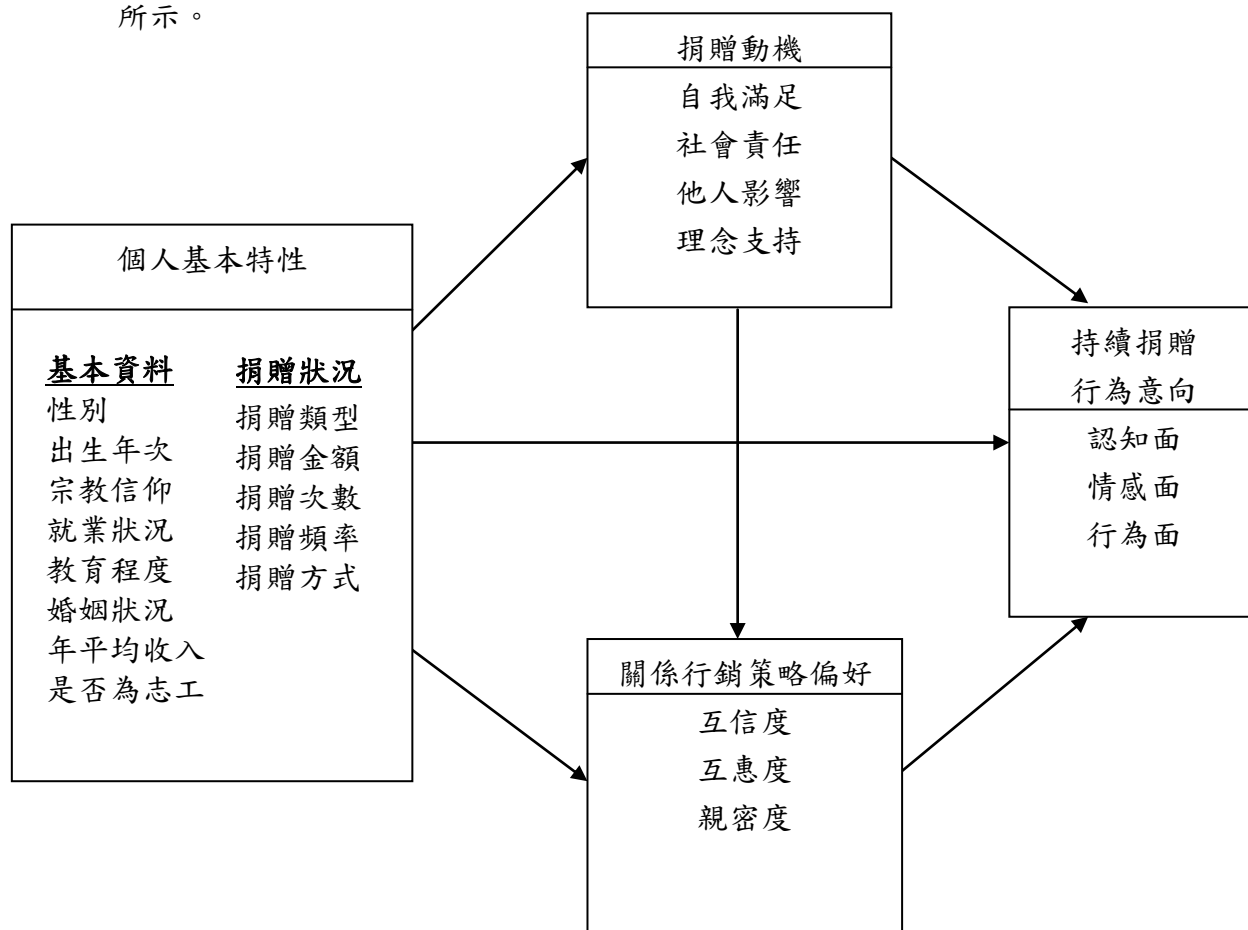 所示。
捐贈動機
自我滿足
社會責任
他人影響
理念支持
個人基本特性
基本資料
性別
出生年次
宗教信仰
就業狀況
教育程度
婚姻狀況
年平均收入
是否為志工
捐贈狀況
捐贈類型
捐贈金額
捐贈次數
捐贈頻率
捐贈方式
持續捐贈
行為意向
認知面
情感面
行為面
關係行銷策略偏好
互信度
互惠度
親密度